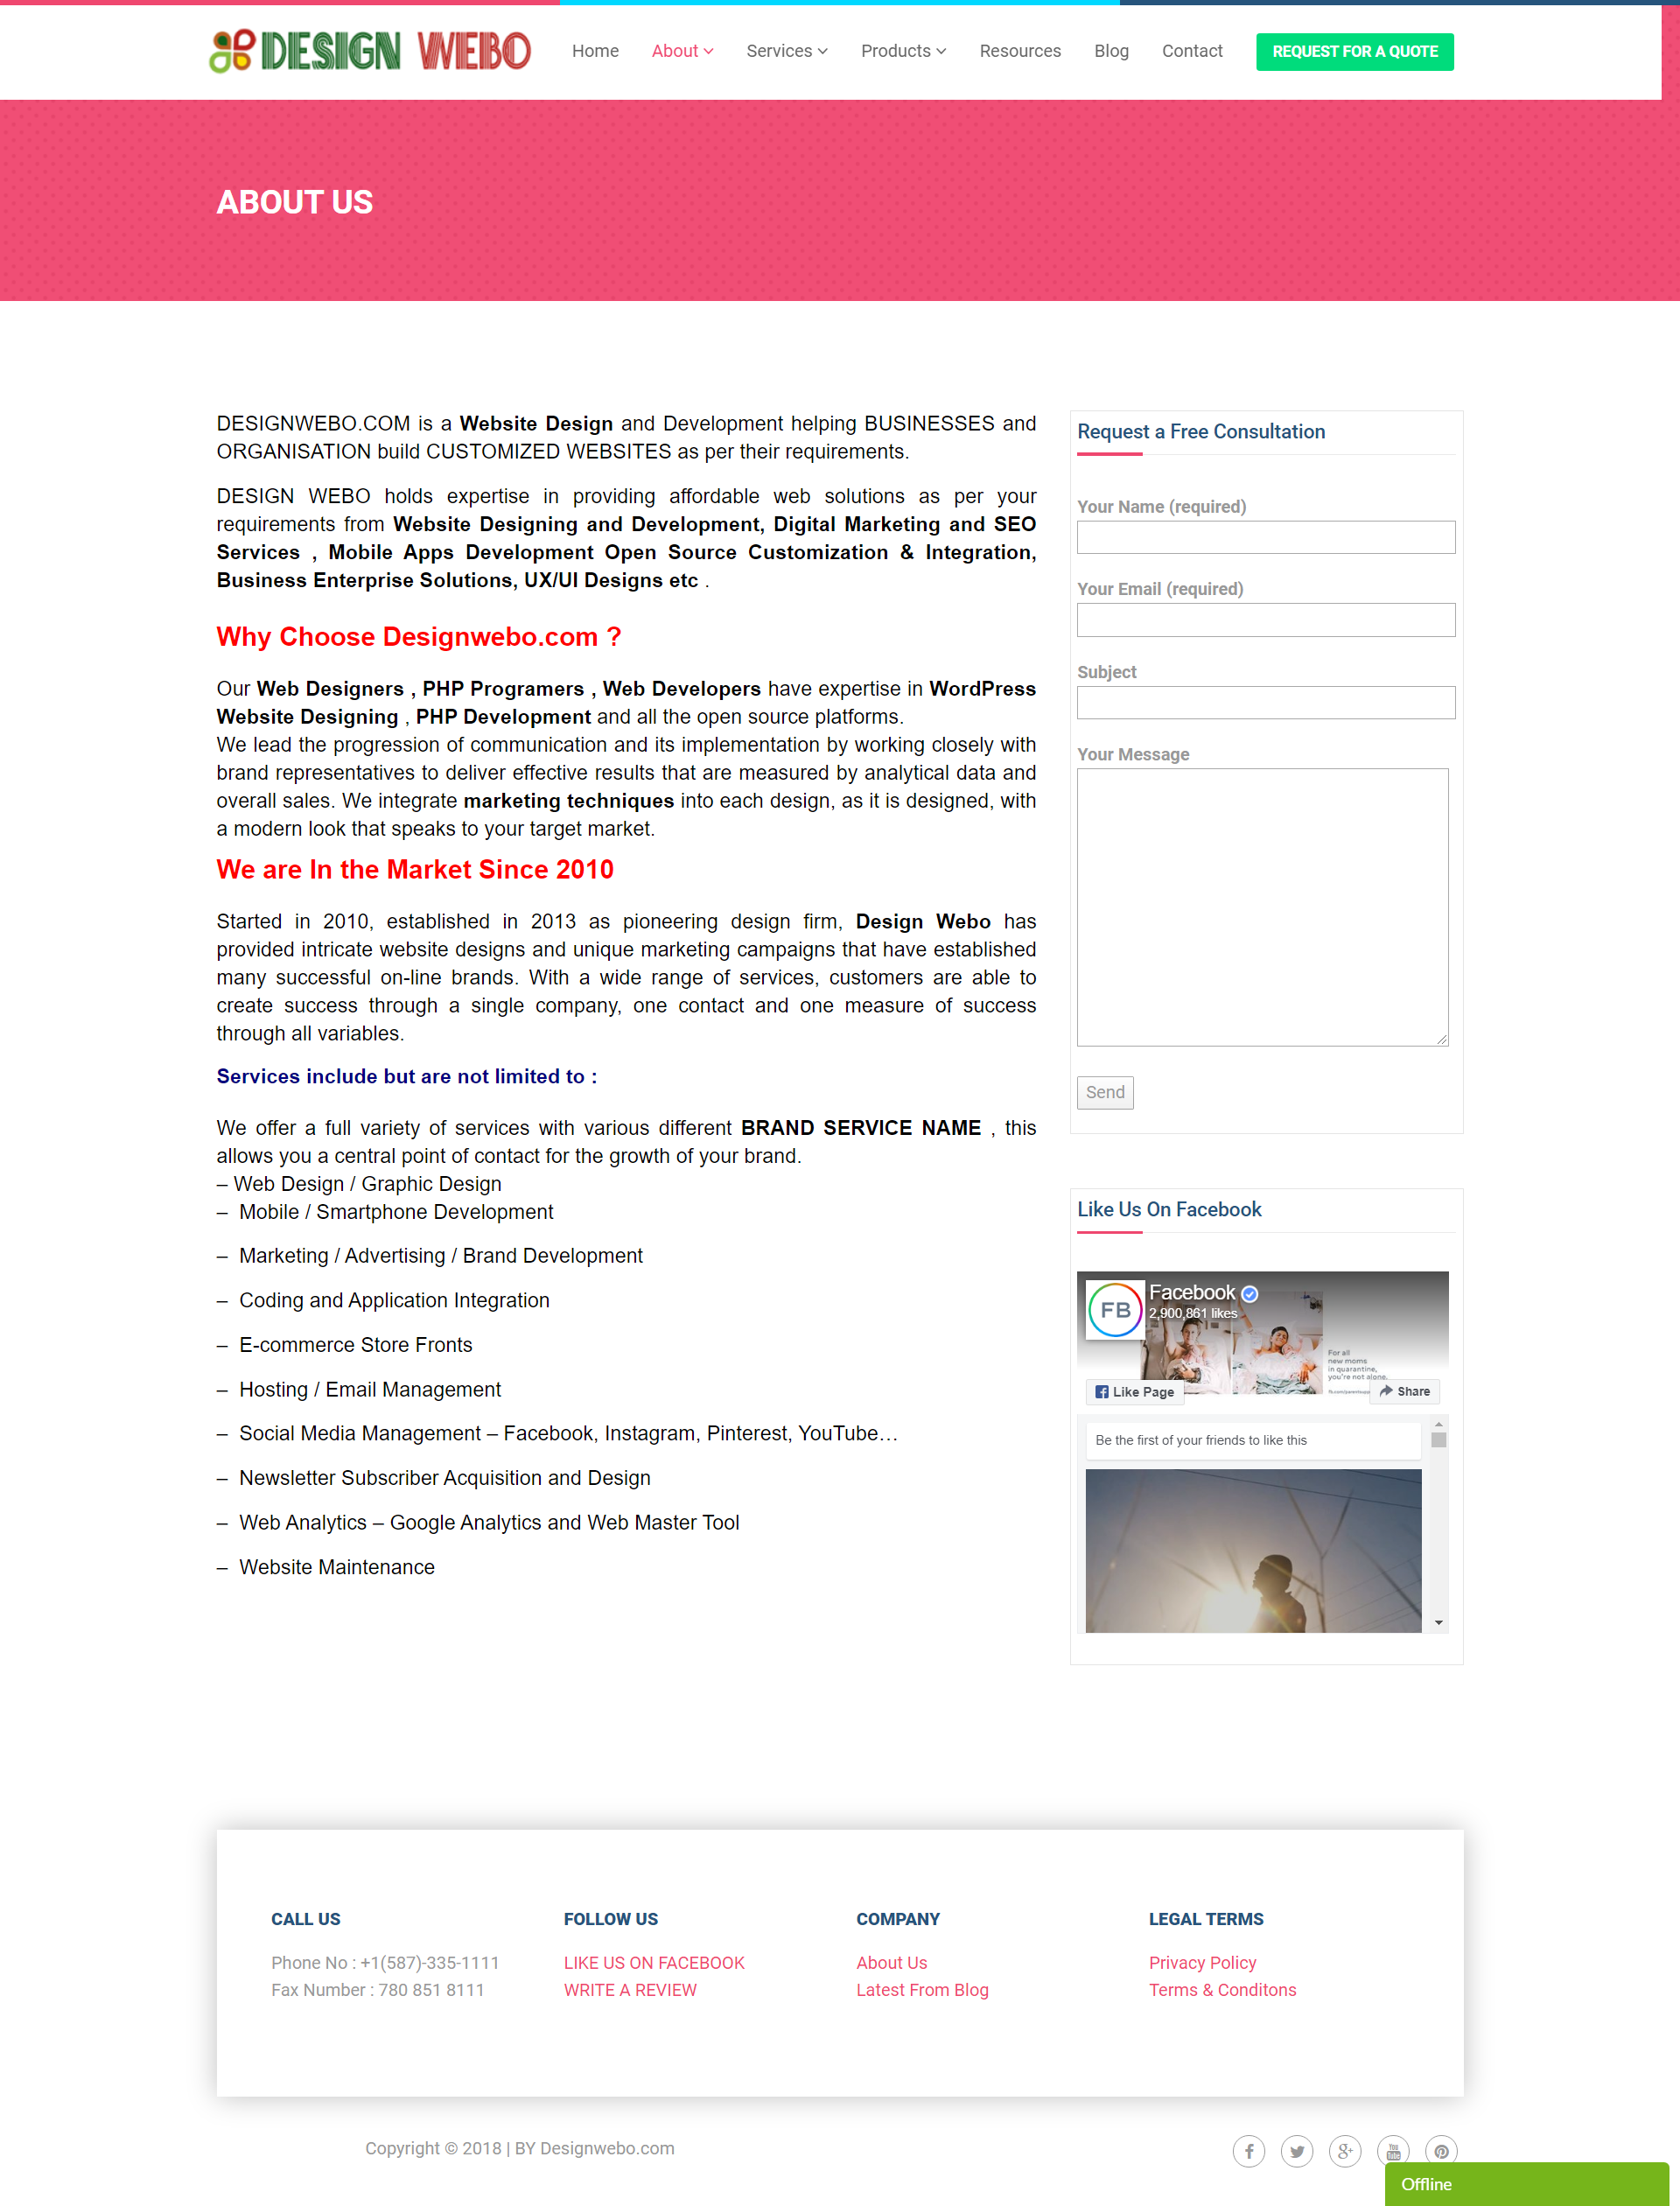 DESIGN WEBO
Home
About
Services
Products
Resources
Blog
Contact
REQUEST FOR A QUOTE
ABOUT US
DESIGNWEBO.COM is a Website Design and Development helping BUSINESSES and
ORGANISATION build CUSTOMIZED WEBSITES as per their requirements.
DESIGN WEBO holds expertise in providing affordable web solutions as per your
requirements from Website Designing and Development, Digital Marketing and SEO
Services , Mobile Apps Development Open Source Customization & Integration,
Business Enterprise Solutions, UX/UI Designs etc .
Why Choose Designwebo.com ?
Our Web Designers , PHP Programers , Web Developers have expertise in WordPress
Website Designing , PHP Development and all the open source platforms.
We lead the progression of communication and its implementation by working closely with
brand representatives to deliver effective results that are measured by analytical data and
overall sales. We integrate marketing techniques into each design, as it is designed, with
a modern look that speaks to your target market.
We are In the Market Since 2010
Started in 2010, established in 2013 as pioneering design firm, Design Webo has
provided intricate website designs and unique marketing campaigns that have established
many successful on-line brands. With a wide range of services, customers are able to
create success through a single company, one contact and one measure of success
through all variables.
Services include but are not limited to :
We offer a full variety of services with various different BRAND SERVICE NAME , this
allows you a central point of contact for the growth of your brand.
– Web Design / Graphic Design
– Mobile / Smartphone Development
– Marketing / Advertising / Brand Development
– Coding and Application Integration
– E-commerce Store Fronts
– Hosting / Email Management
– Social Media Management – Facebook, Instagram, Pinterest, YouTube…
– Newsletter Subscriber Acquisition and Design
– Web Analytics – Google Analytics and Web Master Tool
– Website Maintenance
Request a Free Consultation
Your Name (required)
Your Email (required)
Subject
Your Message
Send
Like Us On Facebook
FB
Facebook
2,900,861 likes
For all
new moms
in quarantine,
you're not alone.
Like Page
Share
Be the first of your friends to like this
CALL US
Phone No : +1(587)-335-1111
Fax Number : 780 851 8111
FOLLOW US
LIKE US ON FACEBOOK
WRITE A REVIEW
COMPANY
About Us
Latest From Blog
LEGAL TERMS
Privacy Policy
Terms & Conditons
Copyright © 2018 | BY Designwebo.com
You
Tube
Offline